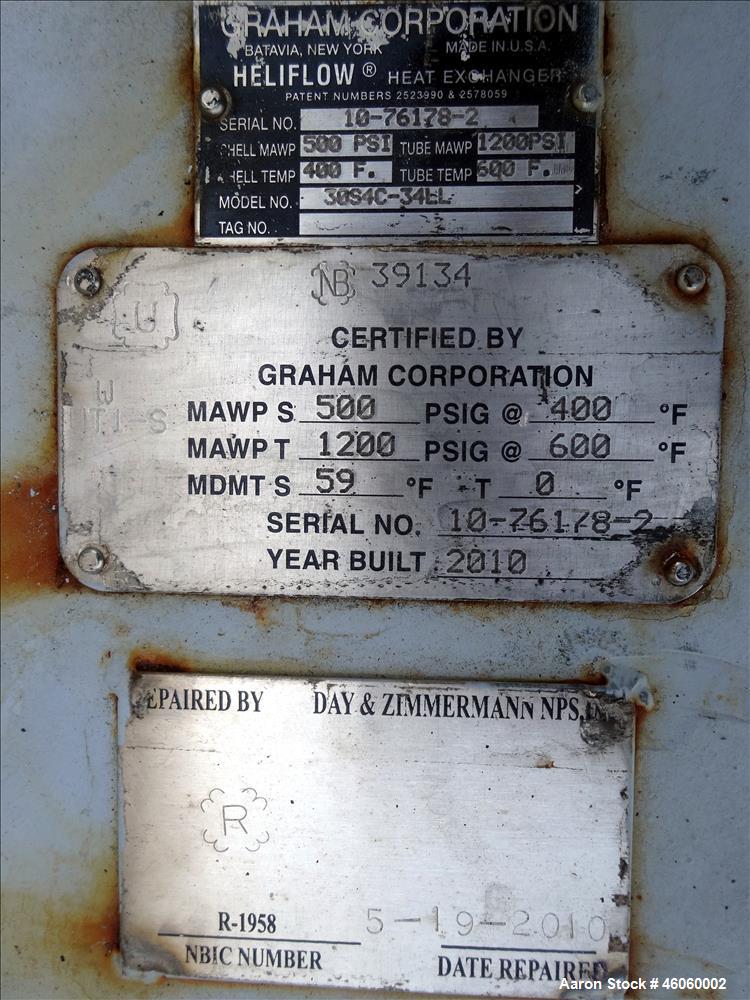 GRAHAM CORPORATION
BATAVIA, NEW YORK MADE IN U.S.A.
HELIFLOW ® HEAT EXCHANGER
PATENT NUMBERS 2523990 & 2578059
SERIAL NO. 10-76178-2
SHELL MAWP 500 PSI TUBE MAWP 1200PSI
SHELL TEMP 400 F. TUBE TEMP 600 F.
MODEL NO. 30S4C-34LL
TAG NO.
NB 39134
U
CERTIFIED BY
GRAHAM CORPORATION
W
UT1-S
MAWP S 500 PSIG @ 400 °F
MAWP T 1200 PSIG @ 600 °F
MDMT S 59 °F T 0 °F
SERIAL NO. 10-76178-2
YEAR BUILT 2010
REPAIRED BY DAY & ZIMMERMANN NPS, IN
R
R-1958 5-19-2010
NBIC NUMBER DATE REPAIRED
Aaron Stock # 46060002